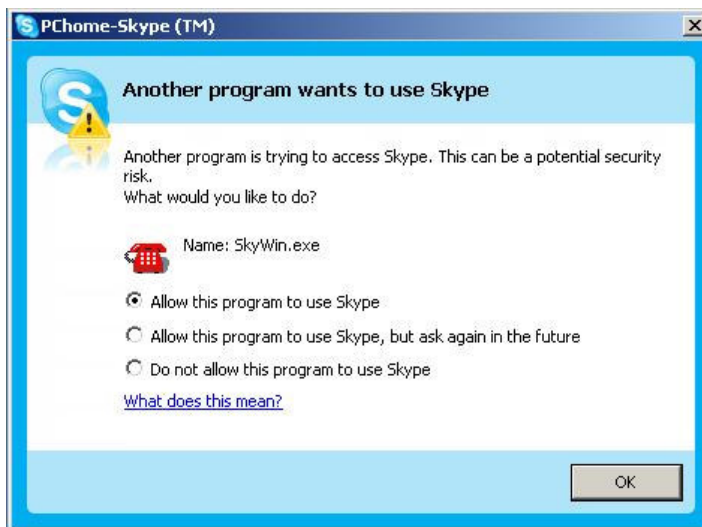 PChome-Skype (TM)
Another program wants to use Skype
Another program is trying to access Skype. This can be a potential security
risk.
What would you like to do?
Name: SkyWin.exe
Allow this program to use Skype
Allow this program to use Skype, but ask again in the future
Do not allow this program to use Skype
What does this mean?
OK